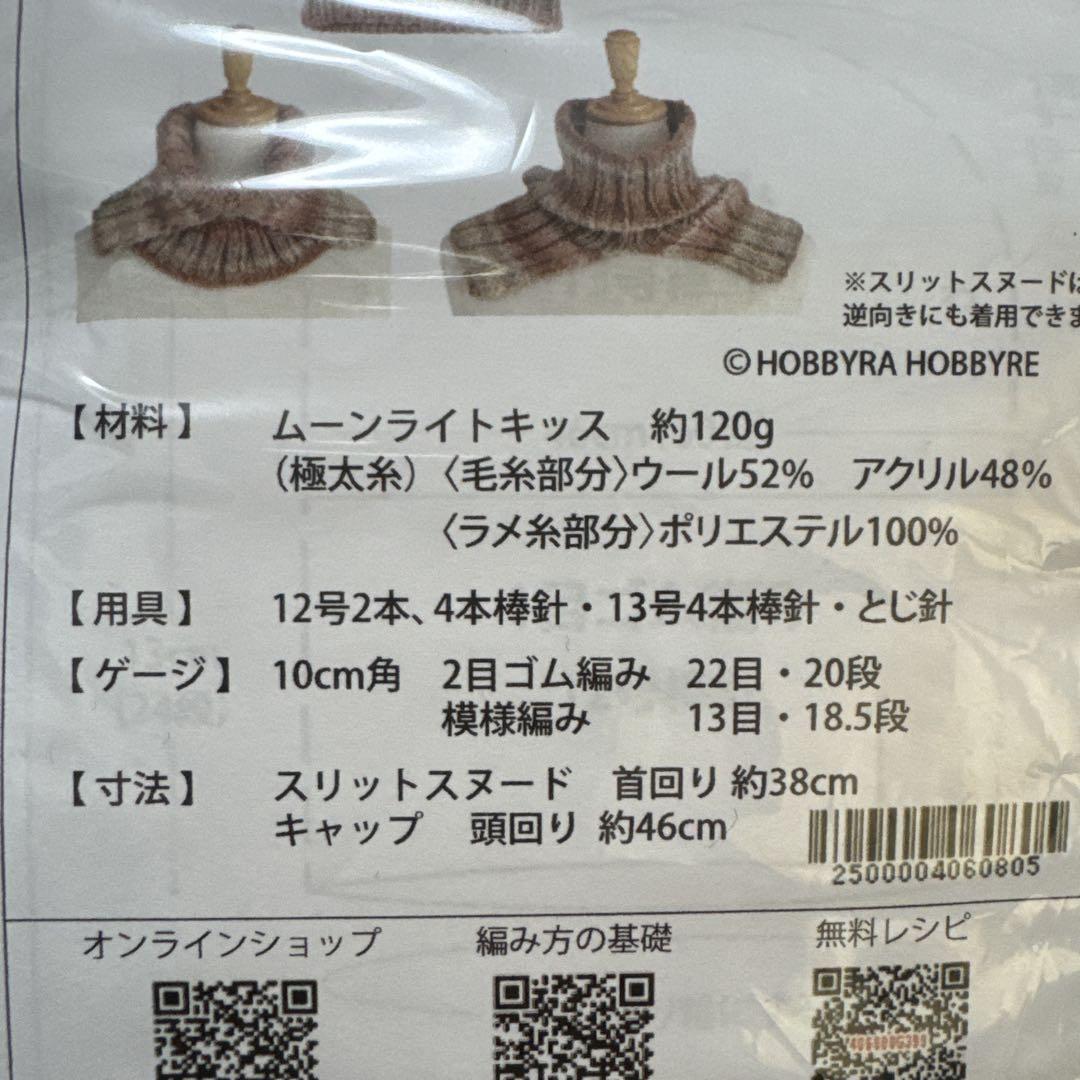 ※スリットスヌードは
逆向きにも着用できま
©HOBBYRA HOBBYRE
【材料】 ムーンライトキッス 約120g
（極太糸）〈毛糸部分〉ウール52% アクリル48%
〈ラメ糸部分〉ポリエステル100%
【用具】 12号2本、4本棒針・13号4本棒針・とじ針
【ゲージ】 10cm角 2目ゴム編み 22目・20段
模様編み 13目・18.5段
【寸法】 スリットスヌード 首回り 約38cm
キャップ 頭回り 約46cm
2500004060805
オンラインショップ 編み方の基礎 無料レシピ